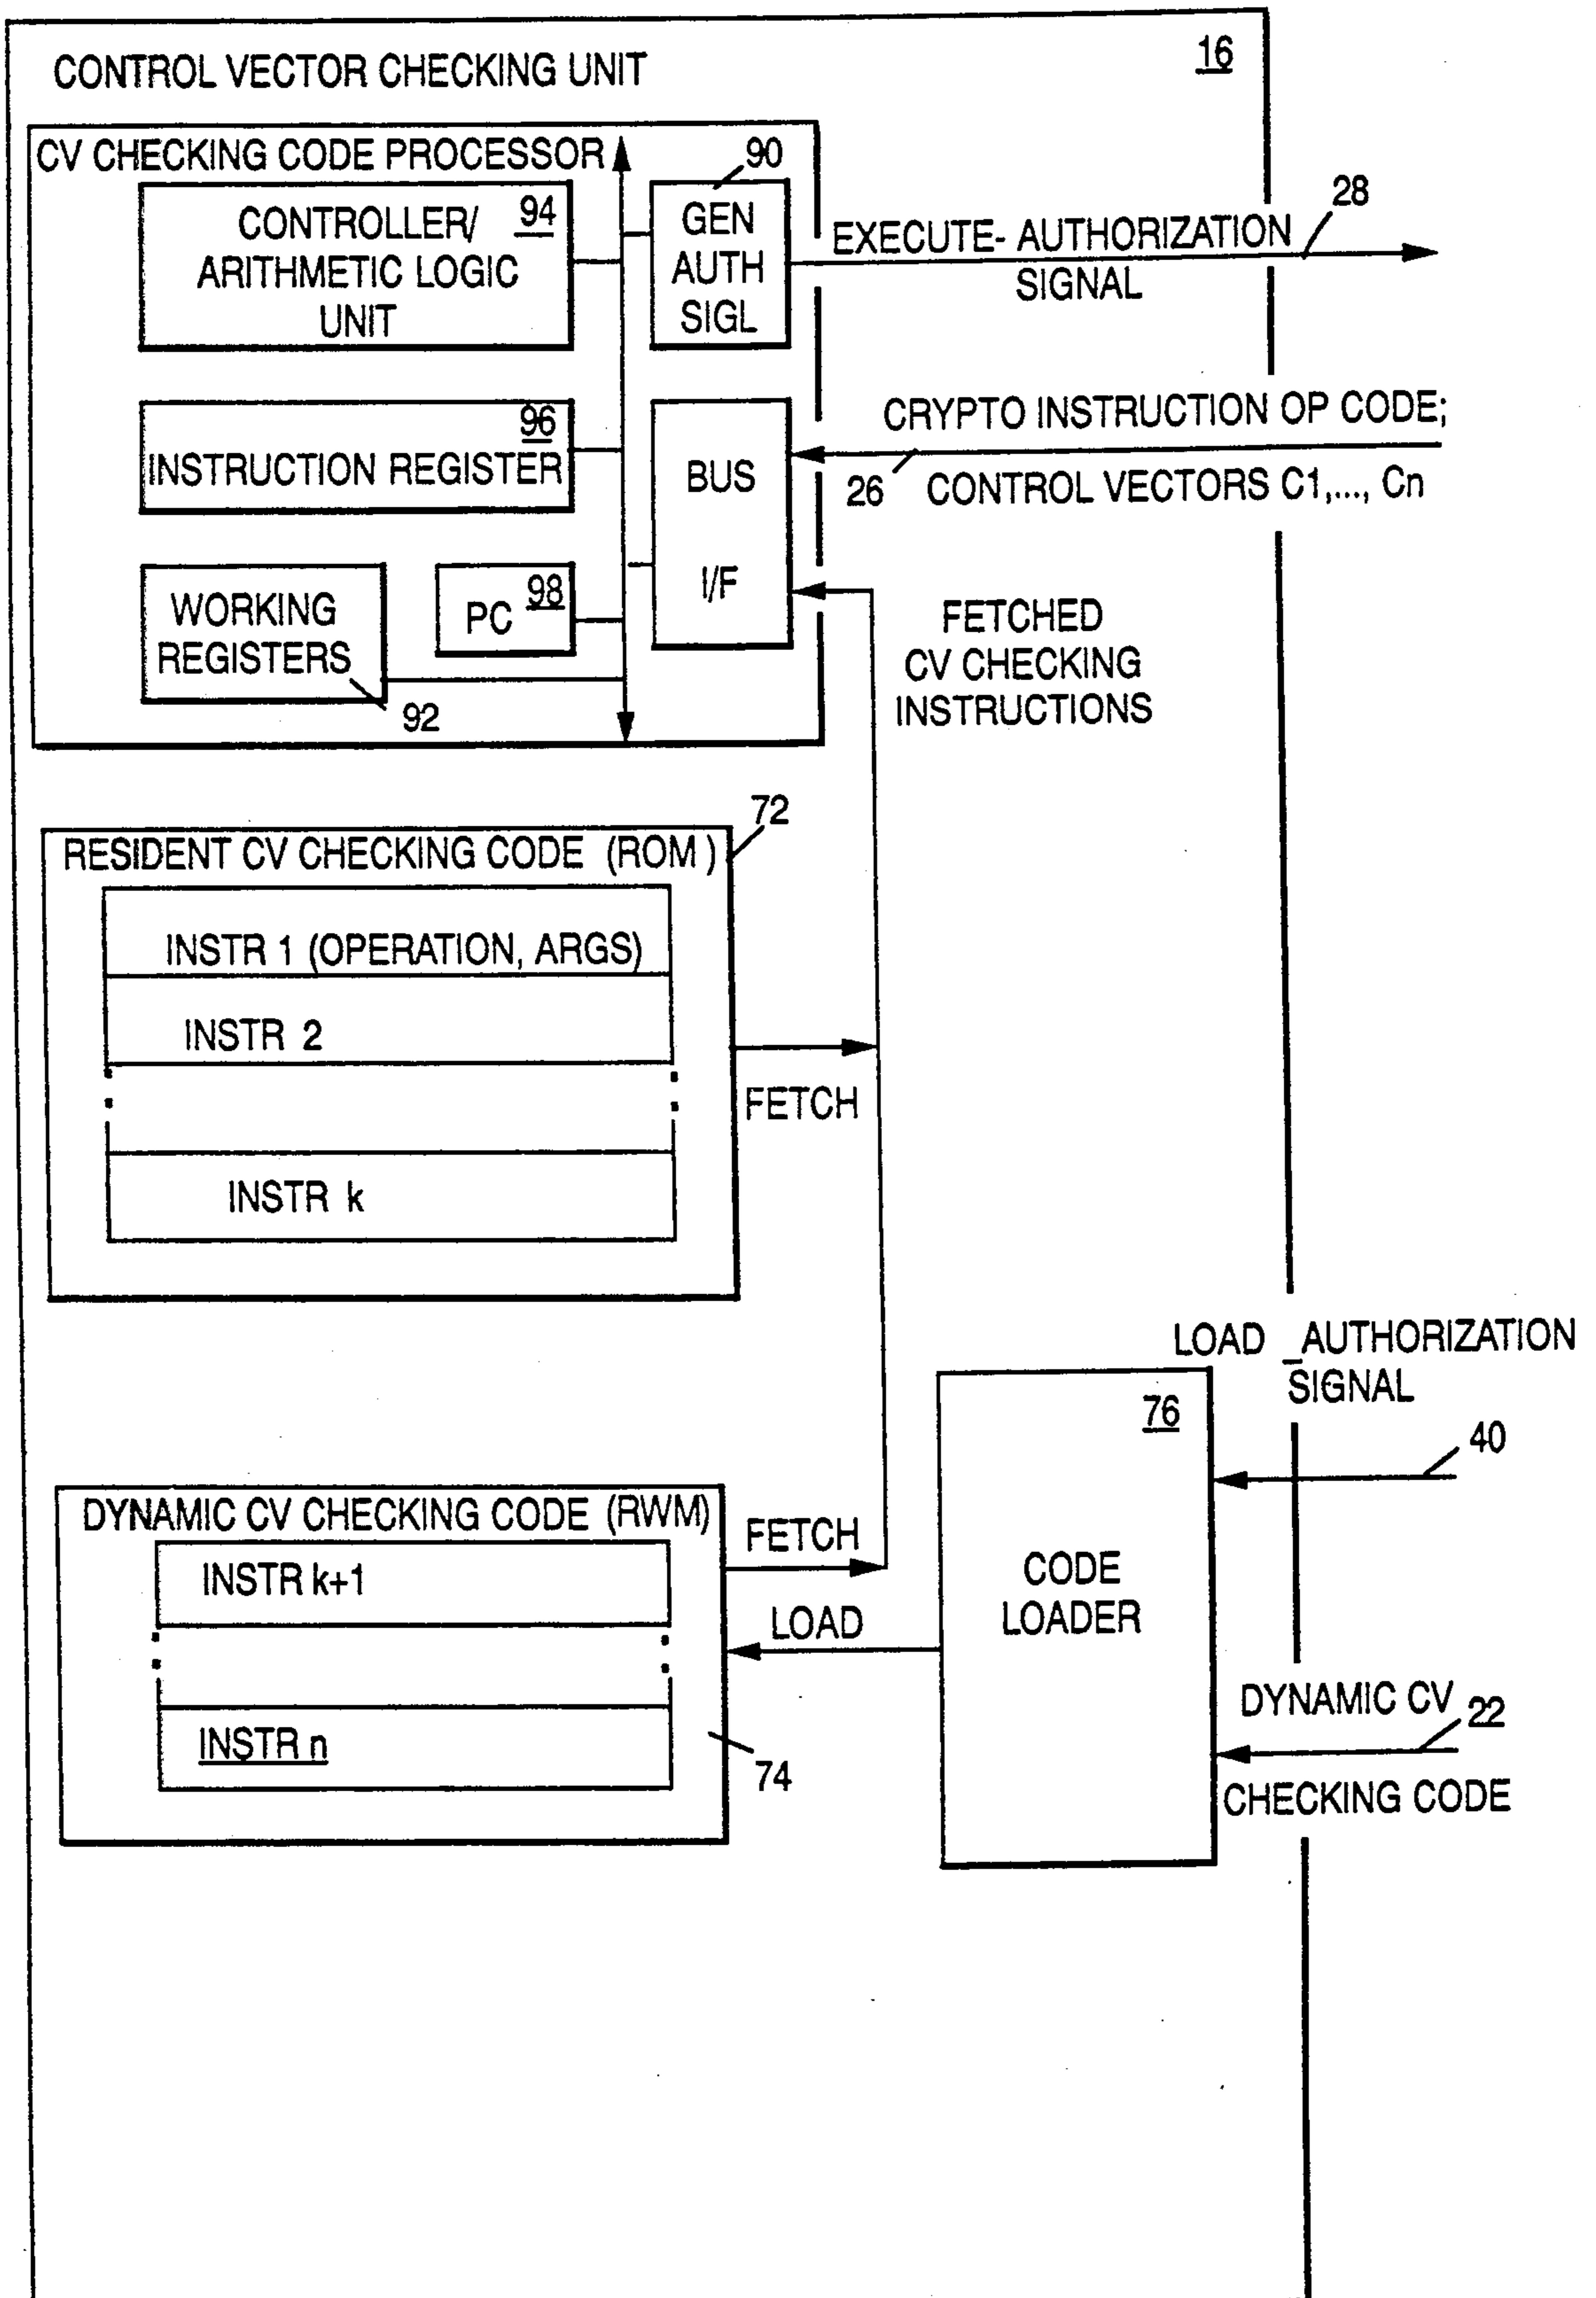 CONTROL VECTOR CHECKING UNIT
16
CV CHECKING CODE PROCESSOR
90
CONTROLLER/
94
ARITHMETIC LOGIC
UNIT
GEN
AUTH
SIGL
EXECUTE- AUTHORIZATION
SIGNAL
28
96
INSTRUCTION REGISTER
BUS
I/F
CRYPTO INSTRUCTION OP CODE;
26
CONTROL VECTORS C1,..., Cn
WORKING
REGISTERS
92
PC
98
FETCHED
CV CHECKING
INSTRUCTIONS
72
RESIDENT CV CHECKING CODE (ROM )
INSTR 1 (OPERATION, ARGS)
INSTR 2
INSTR k
FETCH
LOAD _AUTHORIZATION
SIGNAL
40
76
CODE
LOADER
DYNAMIC CV CHECKING CODE (RWM)
INSTR k+1
INSTR n
74
FETCH
LOAD
DYNAMIC CV
22
CHECKING CODE